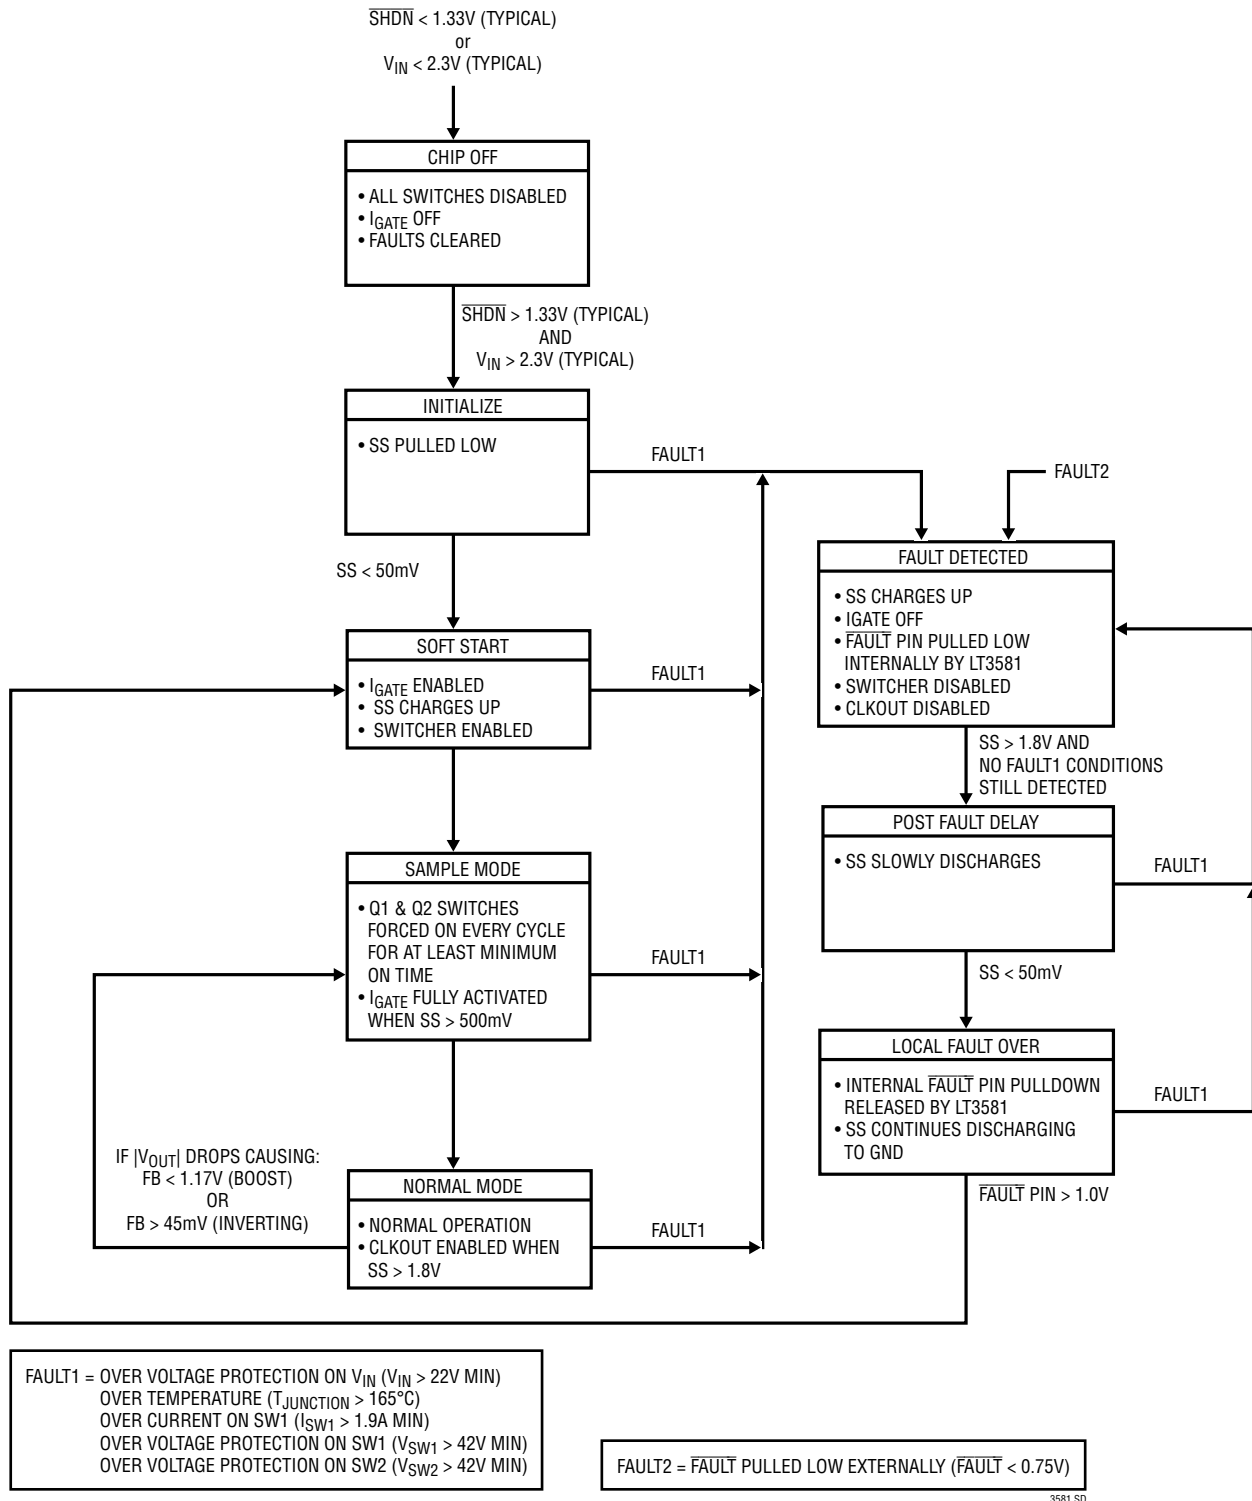 SHDN < 1.33V (TYPICAL)
or
VIN < 2.3V (TYPICAL)
CHIP OFF
• ALL SWITCHES DISABLED
• IGATE OFF
• FAULTS CLEARED
SHDN > 1.33V (TYPICAL)
AND
VIN > 2.3V (TYPICAL)
INITIALIZE
• SS PULLED LOW
FAULT1
SS < 50mV
SOFT START
• IGATE ENABLED
• SS CHARGES UP
• SWITCHER ENABLED
FAULT1
SAMPLE MODE
• Q1 & Q2 SWITCHES
FORCED ON EVERY CYCLE
FOR AT LEAST MINIMUM
ON TIME
• IGATE FULLY ACTIVATED
WHEN SS > 500mV
FAULT1
IF |VOUT| DROPS CAUSING:
FB < 1.17V (BOOST)
OR
FB > 45mV (INVERTING)
NORMAL MODE
• NORMAL OPERATION
• CLKOUT ENABLED WHEN
SS > 1.8V
FAULT1
FAULT2
FAULT DETECTED
• SS CHARGES UP
• IGATE OFF
• FAULT PIN PULLED LOW
INTERNALLY BY LT3581
• SWITCHER DISABLED
• CLKOUT DISABLED
SS > 1.8V AND
NO FAULT1 CONDITIONS
STILL DETECTED
POST FAULT DELAY
• SS SLOWLY DISCHARGES
FAULT1
SS < 50mV
LOCAL FAULT OVER
• INTERNAL FAULT PIN PULLDOWN
RELEASED BY LT3581
• SS CONTINUES DISCHARGING
TO GND
FAULT1
FAULT PIN > 1.0V
FAULT1 = OVER VOLTAGE PROTECTION ON VIN (VIN > 22V MIN)
OVER TEMPERATURE (TJUNCTION > 165°C)
OVER CURRENT ON SW1 (ISW1 > 1.9A MIN)
OVER VOLTAGE PROTECTION ON SW1 (VSW1 > 42V MIN)
OVER VOLTAGE PROTECTION ON SW2 (VSW2 > 42V MIN)
FAULT2 = FAULT PULLED LOW EXTERNALLY (FAULT < 0.75V)
3581 SD